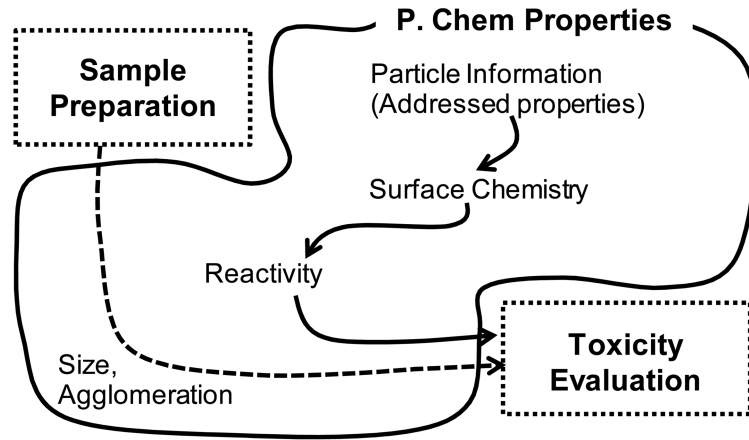 P. Chem Properties
Sample
Preparation
Particle Information
(Addressed properties)
Surface Chemistry
Reactivity
Size,
Agglomeration
Toxicity
Evaluation